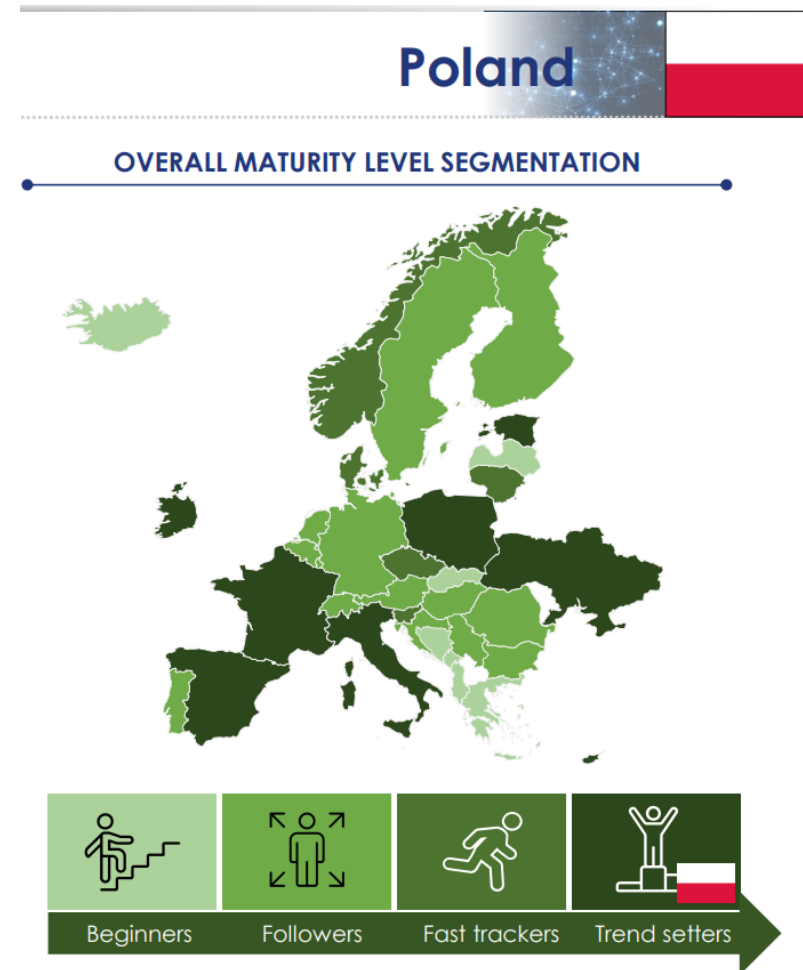 Poland
OVERALL MATURITY LEVEL SEGMENTATION
Beginners Followers Fast trackers Trend setters